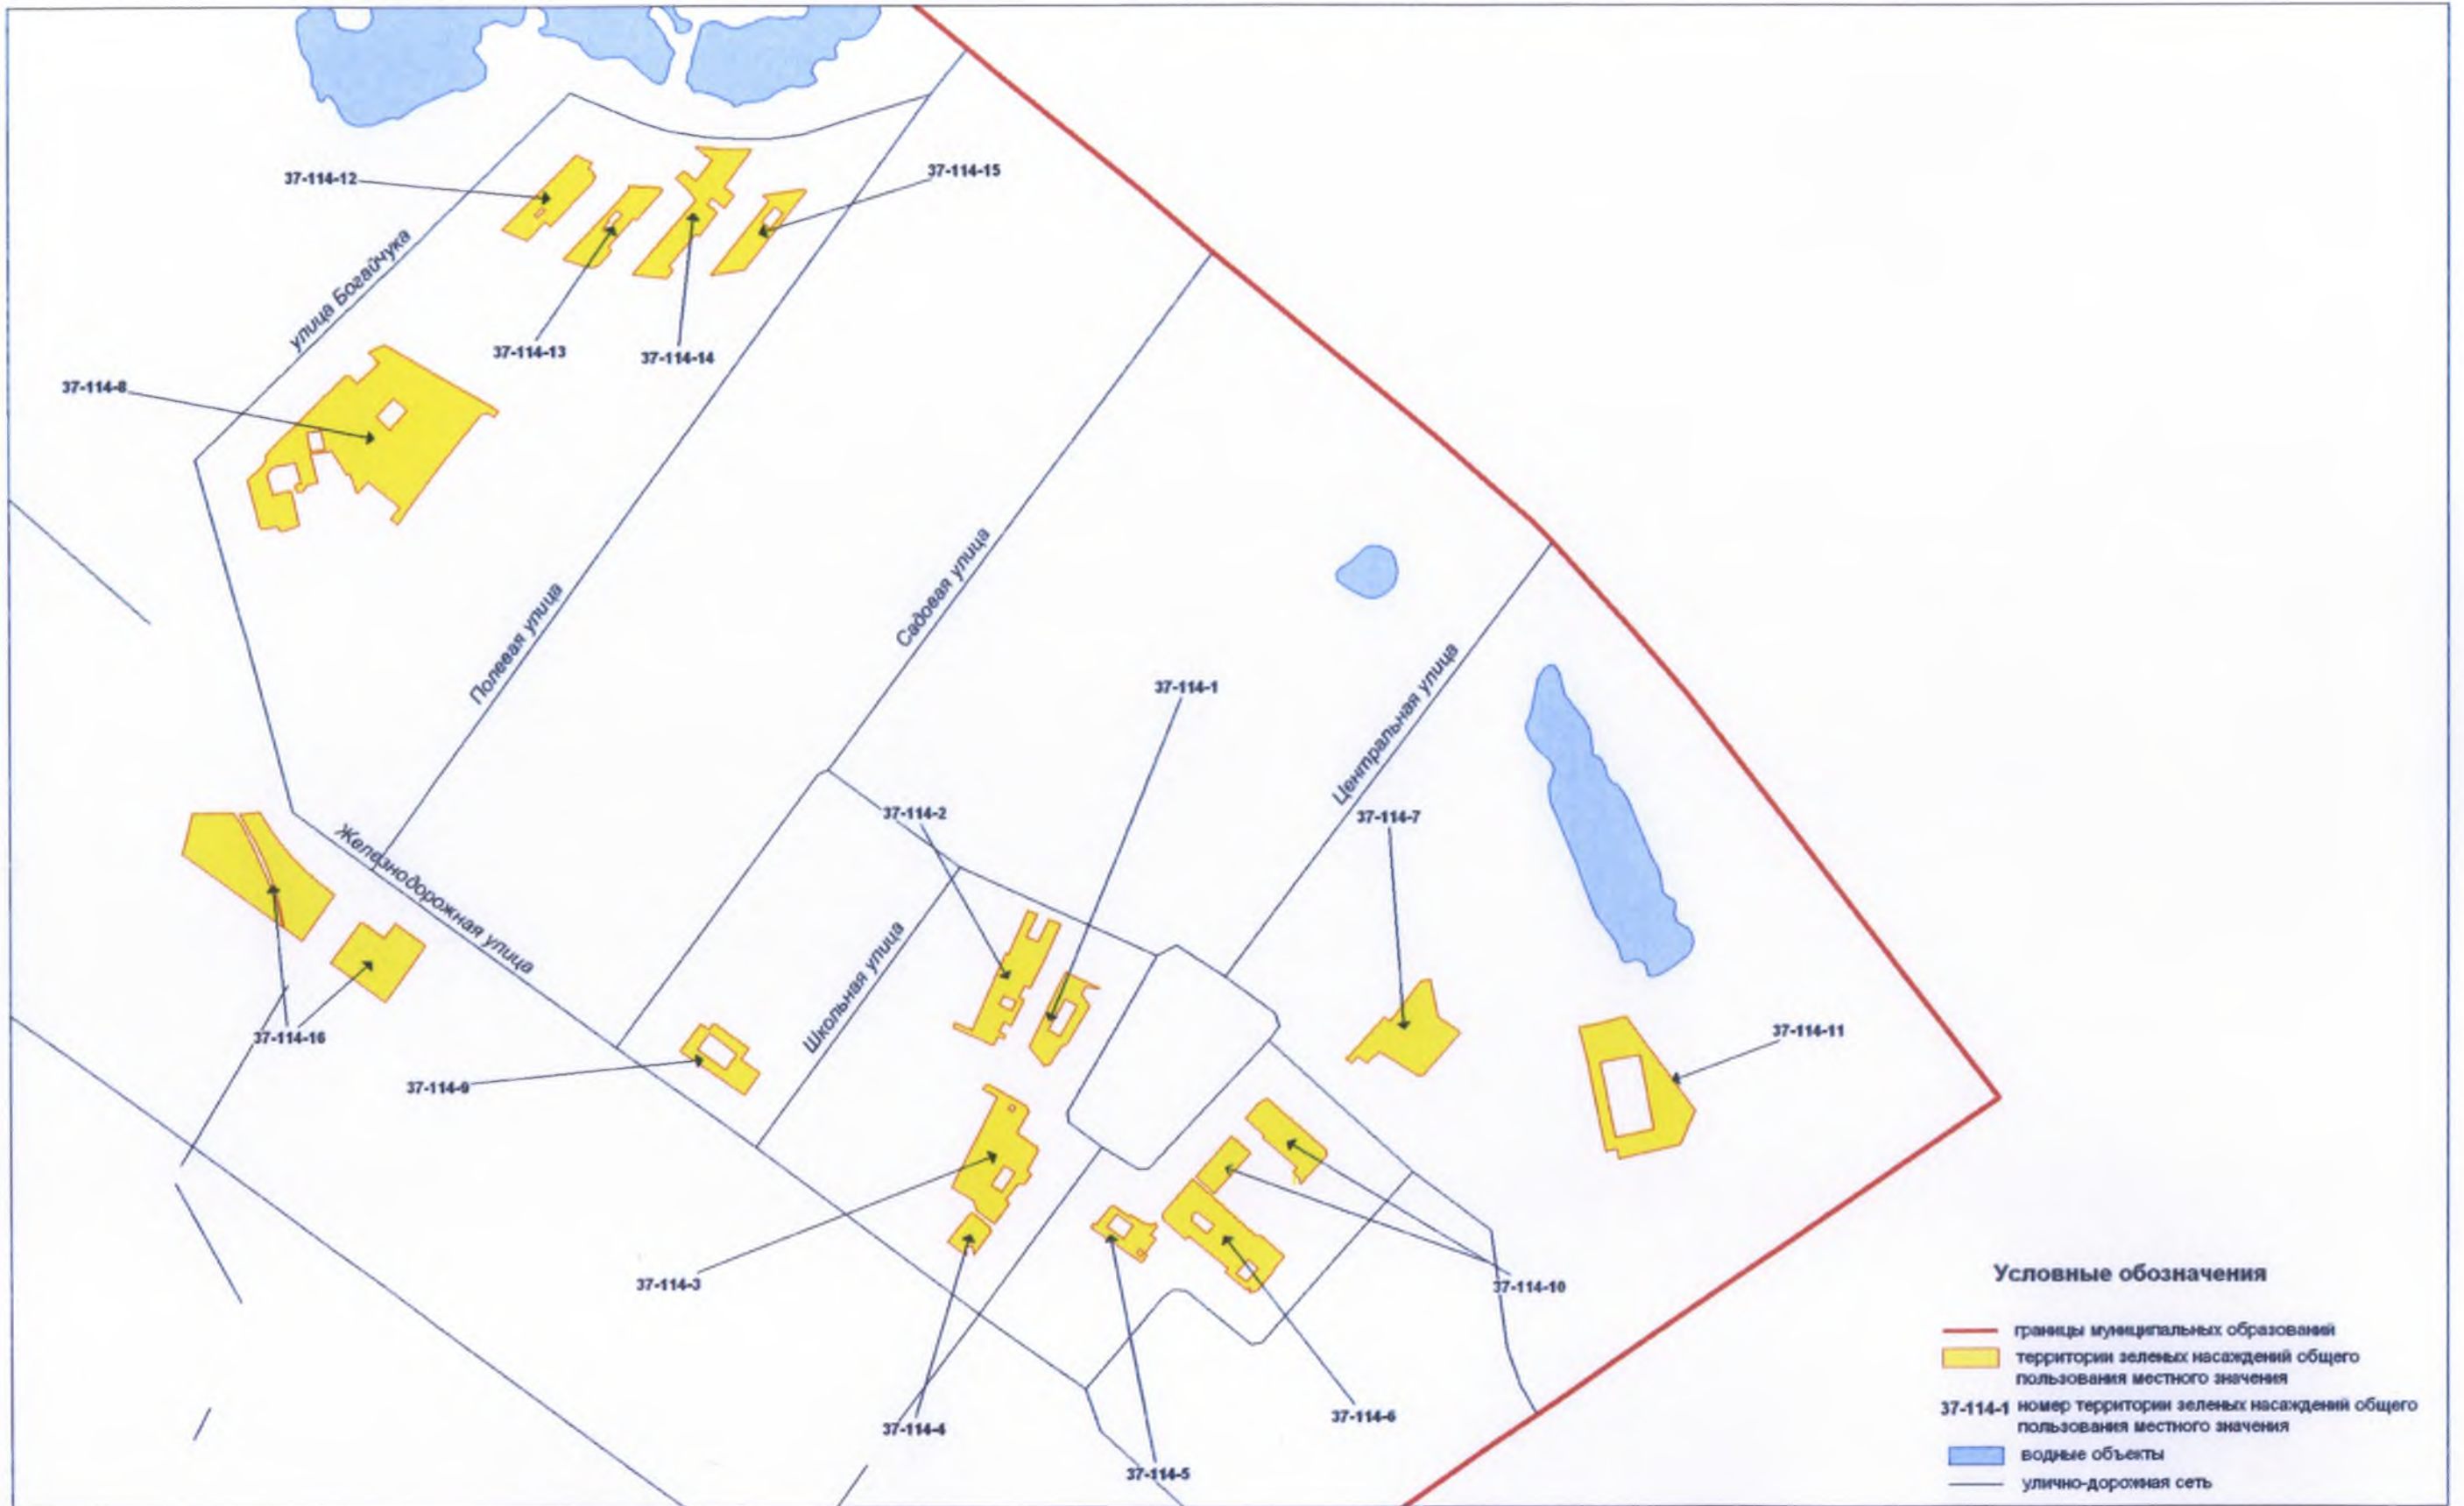 37-114-12
37-114-15
улица Богайчука
37-114-13
37-114-14
37-114-8
Полевая улица
Садовая улица
37-114-1
Центральная улица
37-114-2
37-114-7
Железнодорожная улица
Школьная улица
37-114-16
37-114-9
37-114-11
37-114-3
37-114-10
37-114-4
37-114-6
37-114-5
Условные обозначения
границы муниципальных образований
территории зеленых насаждений общего
пользования местного значения
37-114-1 номер территории зеленых насаждений общего
пользования местного значения
водные объекты
улично-дорожная сеть